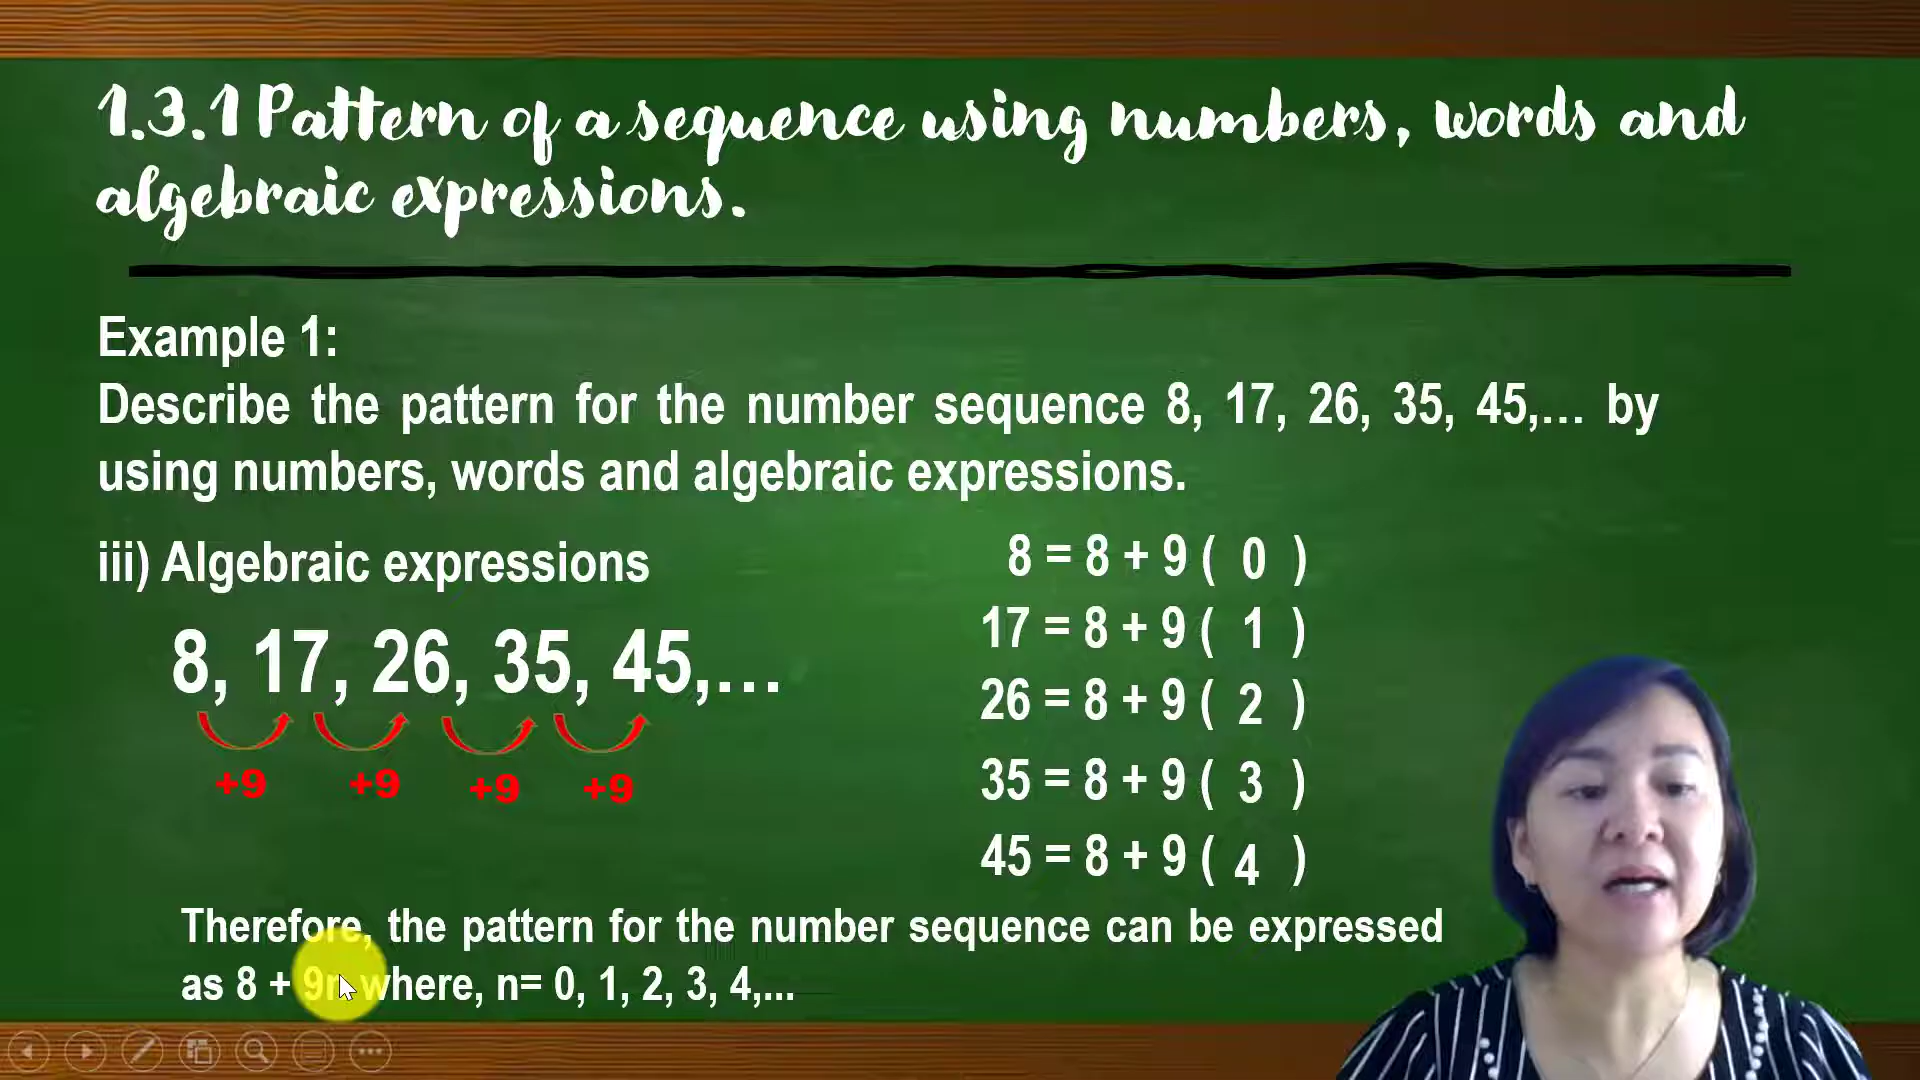 1.3.1 Pattern of a sequence using numbers, words and
algebraic expressions.
Example 1:
Describe the pattern for the number sequence 8, 17, 26, 35, 45,... by
using numbers, words and algebraic expressions.
iii) Algebraic expressions
8, 17, 26, 35, 45,...
+9 +9 +9 +9
8 = 8 + 9 ( 0 )
17 = 8 + 9 ( 1 )
26 = 8 + 9 ( 2 )
35 = 8 + 9 ( 3 )
45 = 8 + 9 ( 4 )
Therefore, the pattern for the number sequence can be expressed
as 8 + 9n where, n= 0, 1, 2, 3, 4,...